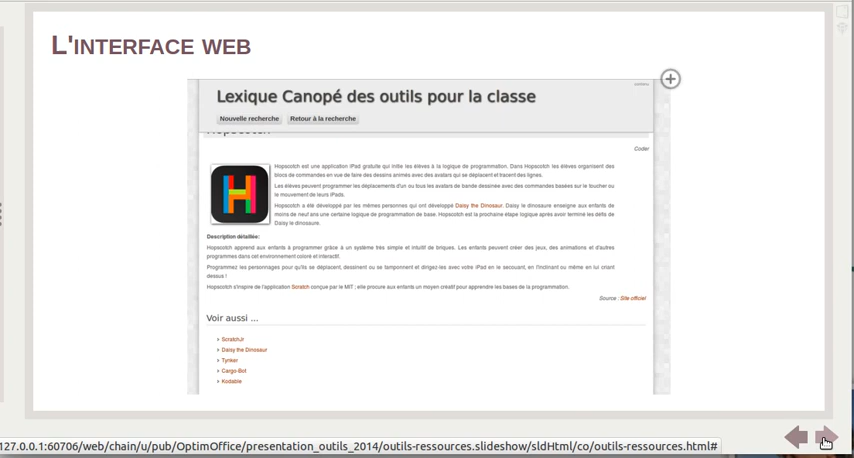 L'INTERFACE WEB
Lexique Canopé des outils pour la classe
Nouvelle recherche Retour à la recherche
Hopscotch
Coder
Hopscotch est une application iPad gratuite qui initie les élèves à la logique de programmation. Dans Hopscotch les élèves organisent des
blocs de commandes en vue de faire des dessins animés avec des avatars qui se déplacent et tracent des lignes.
Les élèves peuvent programmer les déplacements d'un ou tous les avatars de bande dessinée avec des commandes basées sur le toucher ou
le mouvement de leurs iPads.
Hopscotch a été développé par les mêmes personnes qui ont développé Daisy the Dinosaur. Daisy le dinosaure enseigne aux enfants de
moins de neuf ans une certaine logique de programmation de base. Hopscotch est la prochaine étape logique après avoir terminé les défis de
Daisy le dinosaure.
Description détaillée:
Hopscotch apprend aux enfants à programmer grâce à un système très simple et intuitif de briques. Les enfants peuvent créer des jeux, des animations et d'autres
programmes dans cet environnement coloré et interactif.
Programmez les personnages pour qu'ils se déplacent, dessinent ou se tamponnent et dirigez-les avec votre iPad en le secouant, en l'inclinant ou même en lui criant
dessus !
Hopscotch s'inspire de l'application Scratch conçue par le MIT ; elle procure aux enfants un moyen créatif pour apprendre les bases de la programmation.
Source : Site officiel
Voir aussi ...
ScratchJr
Daisy the Dinosaur
Tynker
Cargo-Bot
Kodable
127.0.0.1:60706/web/chain/u/pub/OptimOffice/presentation_outils_2014/outils-ressources.slideshow/sldHtml/co/outils-ressources.html#